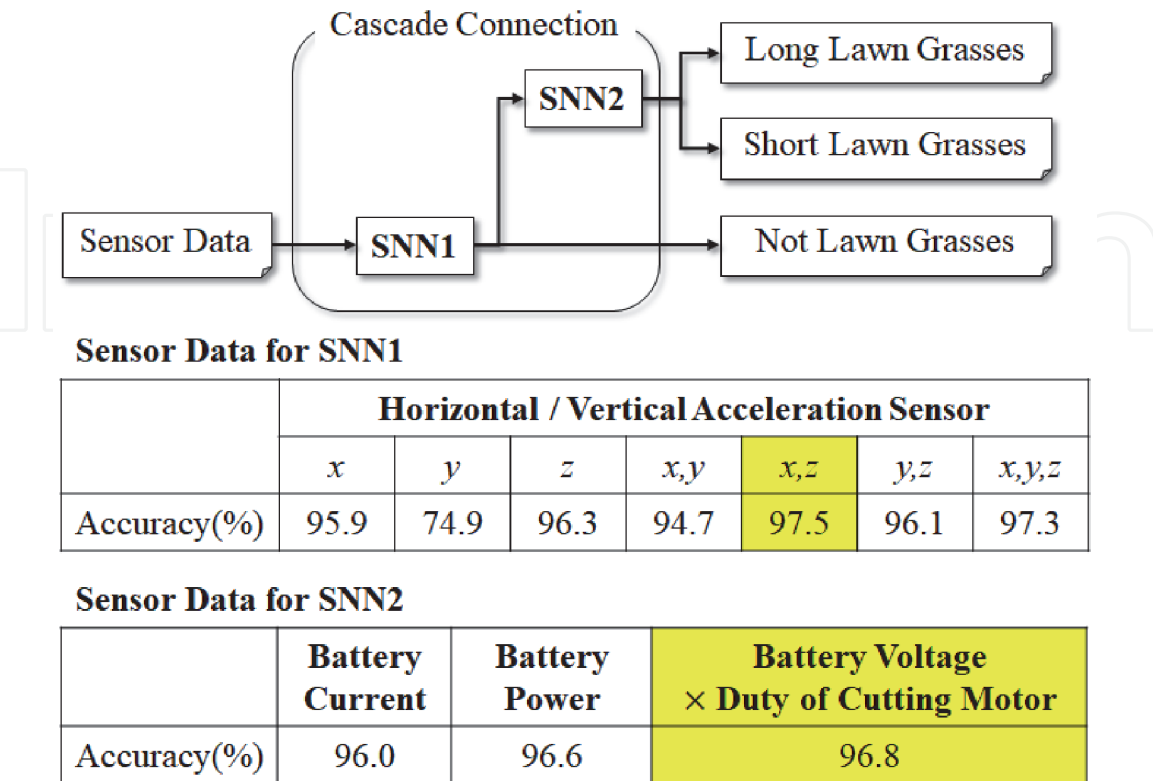 Cascade Connection
Long Lawn Grasses
SNN2
Short Lawn Grasses
Sensor Data
SNN1
Not Lawn Grasses
Sensor Data for SNN1
Horizontal / Vertical Acceleration Sensor
x y z x,y x,z y,z x,y,z
Accuracy(%) 95.9 74.9 96.3 94.7 97.5 96.1 97.3
Sensor Data for SNN2
Battery Current Battery Power Battery Voltage × Duty of Cutting Motor
Accuracy(%) 96.0 96.6 96.8